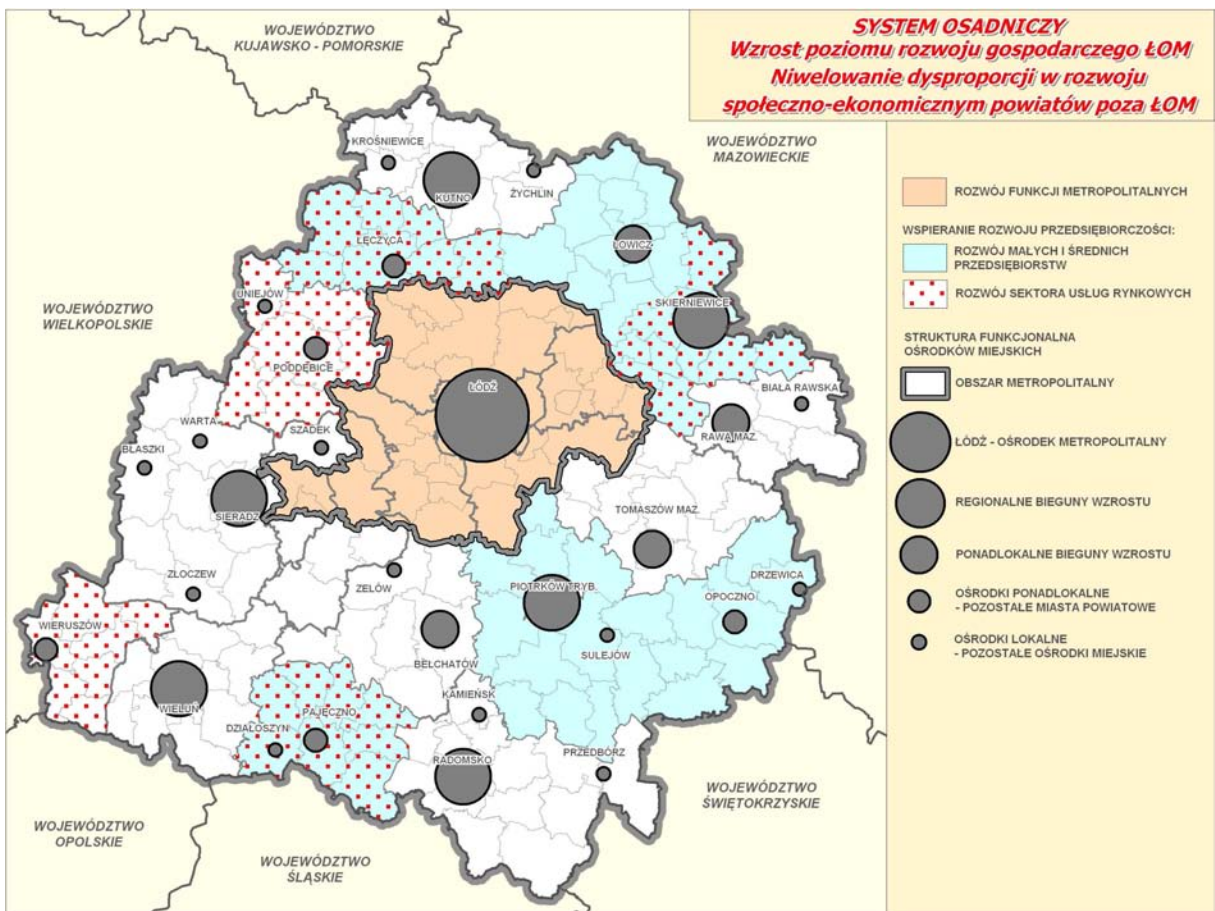 SYSTEM OSADNICZY
Wzrost poziomu rozwoju gospodarczego ŁOM
Niwelowanie dysproporcji w rozwoju
społeczno-ekonomicznym powiatów poza ŁOM
WOJEWÓDZTWO
KUJAWSKO - POMORSKIE
WOJEWÓDZTWO
MAZOWIECKIE
KROŚNIEWICE
KUTNO
ŻYCHLIN
ŁĘCZYCA
ŁOWICZ
UNIEJÓW
SKIERNIEWICE
WOJEWÓDZTWO
WIELKOPOLSKIE
PODDĘBICE
ŁÓDŹ
BIAŁA RAWSKA
WARTA
SZADEK
RAWA MAZ.
BŁASZKI
SIERADZ
TOMASZÓW MAZ.
ZŁOCZEW
ZELÓW
PIOTRKÓW TRYB.
DRZEWICA
OPOCZNO
WIERUSZÓW
SULEJÓW
BEŁCHATÓW
WIELUŃ
KAMIEŃSK
PAJĘCZNO
DZIAŁOSZYN
RADOMSKO
PRZEDBÓRZ
WOJEWÓDZTWO
ŚWIĘTOKRZYSKIE
WOJEWÓDZTWO
OPOLSKIE
WOJEWÓDZTWO
ŚLĄSKIE
ROZWÓJ FUNKCJI METROPOLITALNYCH
WSPIERANIE ROZWOJU PRZEDSIĘBIORCZOŚCI:
ROZWÓJ MAŁYCH I ŚREDNICH
PRZEDSIĘBIORSTW
ROZWÓJ SEKTORA USŁUG RYNKOWYCH
STRUKTURA FUNKCJONALNA
OŚRODKÓW MIEJSKICH
OBSZAR METROPOLITALNY
ŁÓDŹ - OŚRODEK METROPOLITALNY
REGIONALNE BIEGUNY WZROSTU
PONADLOKALNE BIEGUNY WZROSTU
OŚRODKI PONADLOKALNE
- POZOSTAŁE MIASTA POWIATOWE
OŚRODKI LOKALNE
- POZOSTAŁE OŚRODKI MIEJSKIE